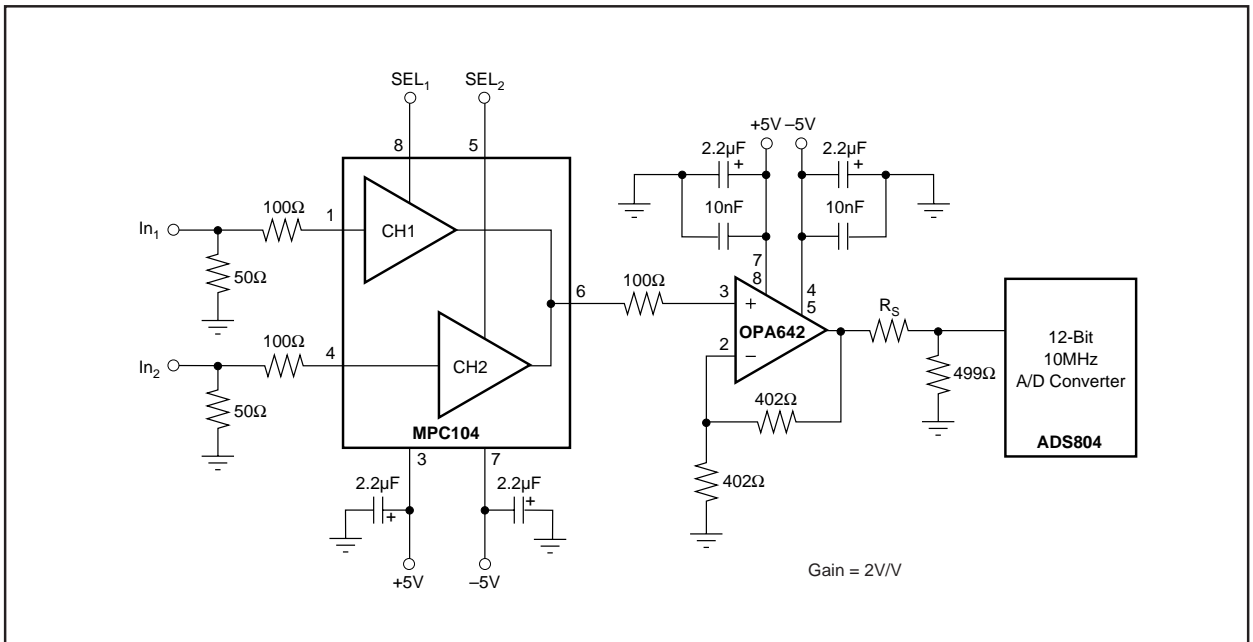 SEL₁
SEL₂
+5V
–5V
8
5
2.2µF
+
2.2µF
+
10nF
10nF
In₁
100Ω
1
CH1
50Ω
7
8
4
5
6
100Ω
3
+
OPA642
2
–
R_S
12-Bit
10MHz
A/D Converter
ADS804
499Ω
In₂
100Ω
4
CH2
50Ω
402Ω
402Ω
MPC104
3
7
2.2µF
+
2.2µF
+
+5V
–5V
Gain = 2V/V